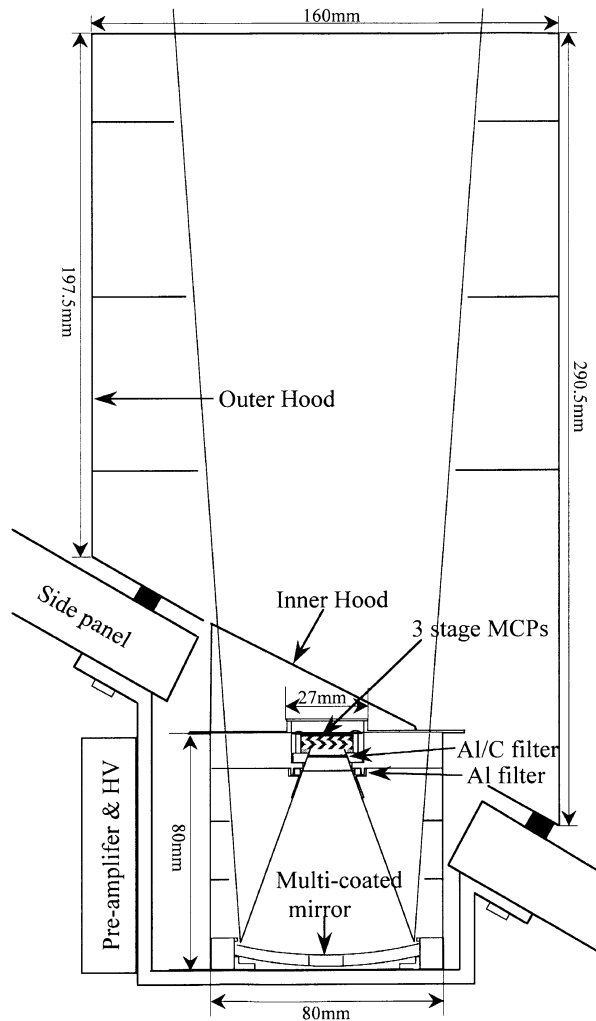 160mm
197.5mm
290.5mm
Outer Hood
Side panel
Inner Hood
3 stage MCPs
27mm
Al/C filter
Al filter
Pre-amplifer & HV
80mm
Multi-coated
mirror
80mm